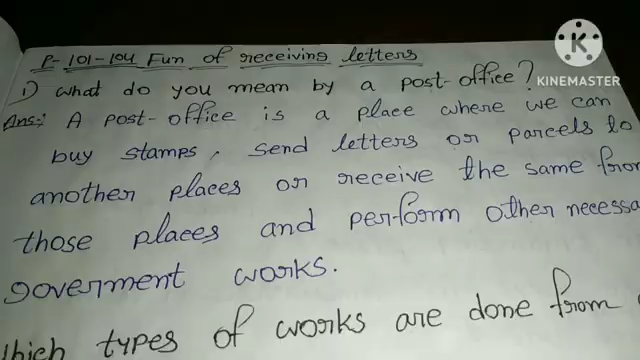 P-101-104 Fun of receiving letters
KINEMASTER
i) What do you mean by a post-office?
Ans:- A post-office is a place where we can
buy stamps, send letters or parcels to
another places or receive the same from
those places and perform other necessa
goverment works.
which types of works are done from